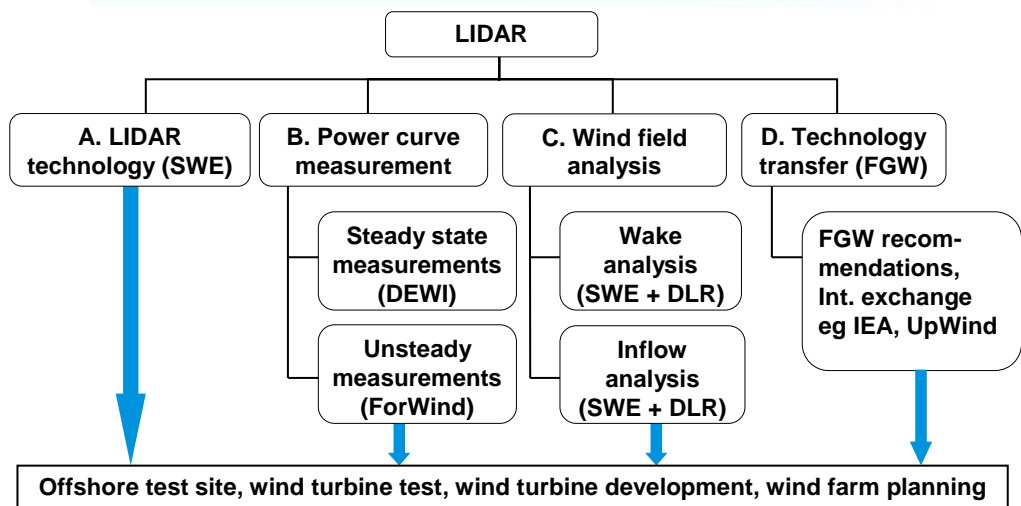 LIDAR
A. LIDAR
technology (SWE)
B. Power curve
measurement
C. Wind field
analysis
D. Technology
transfer (FGW)
Steady state
measurements
(DEWI)
Wake
analysis
(SWE + DLR)
FGW recom-
mendations,
Int. exchange
eg IEA, UpWind
Unsteady
measurements
(ForWind)
Inflow
analysis
(SWE + DLR)
Offshore test site, wind turbine test, wind turbine development, wind farm planning